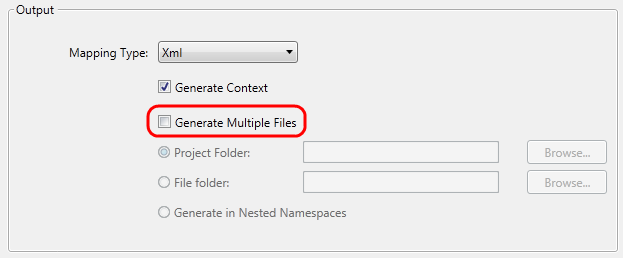 Output
Mapping Type: Xml
Generate Context
Generate Multiple Files
Project Folder: Browse...
File folder: Browse...
Generate in Nested Namespaces